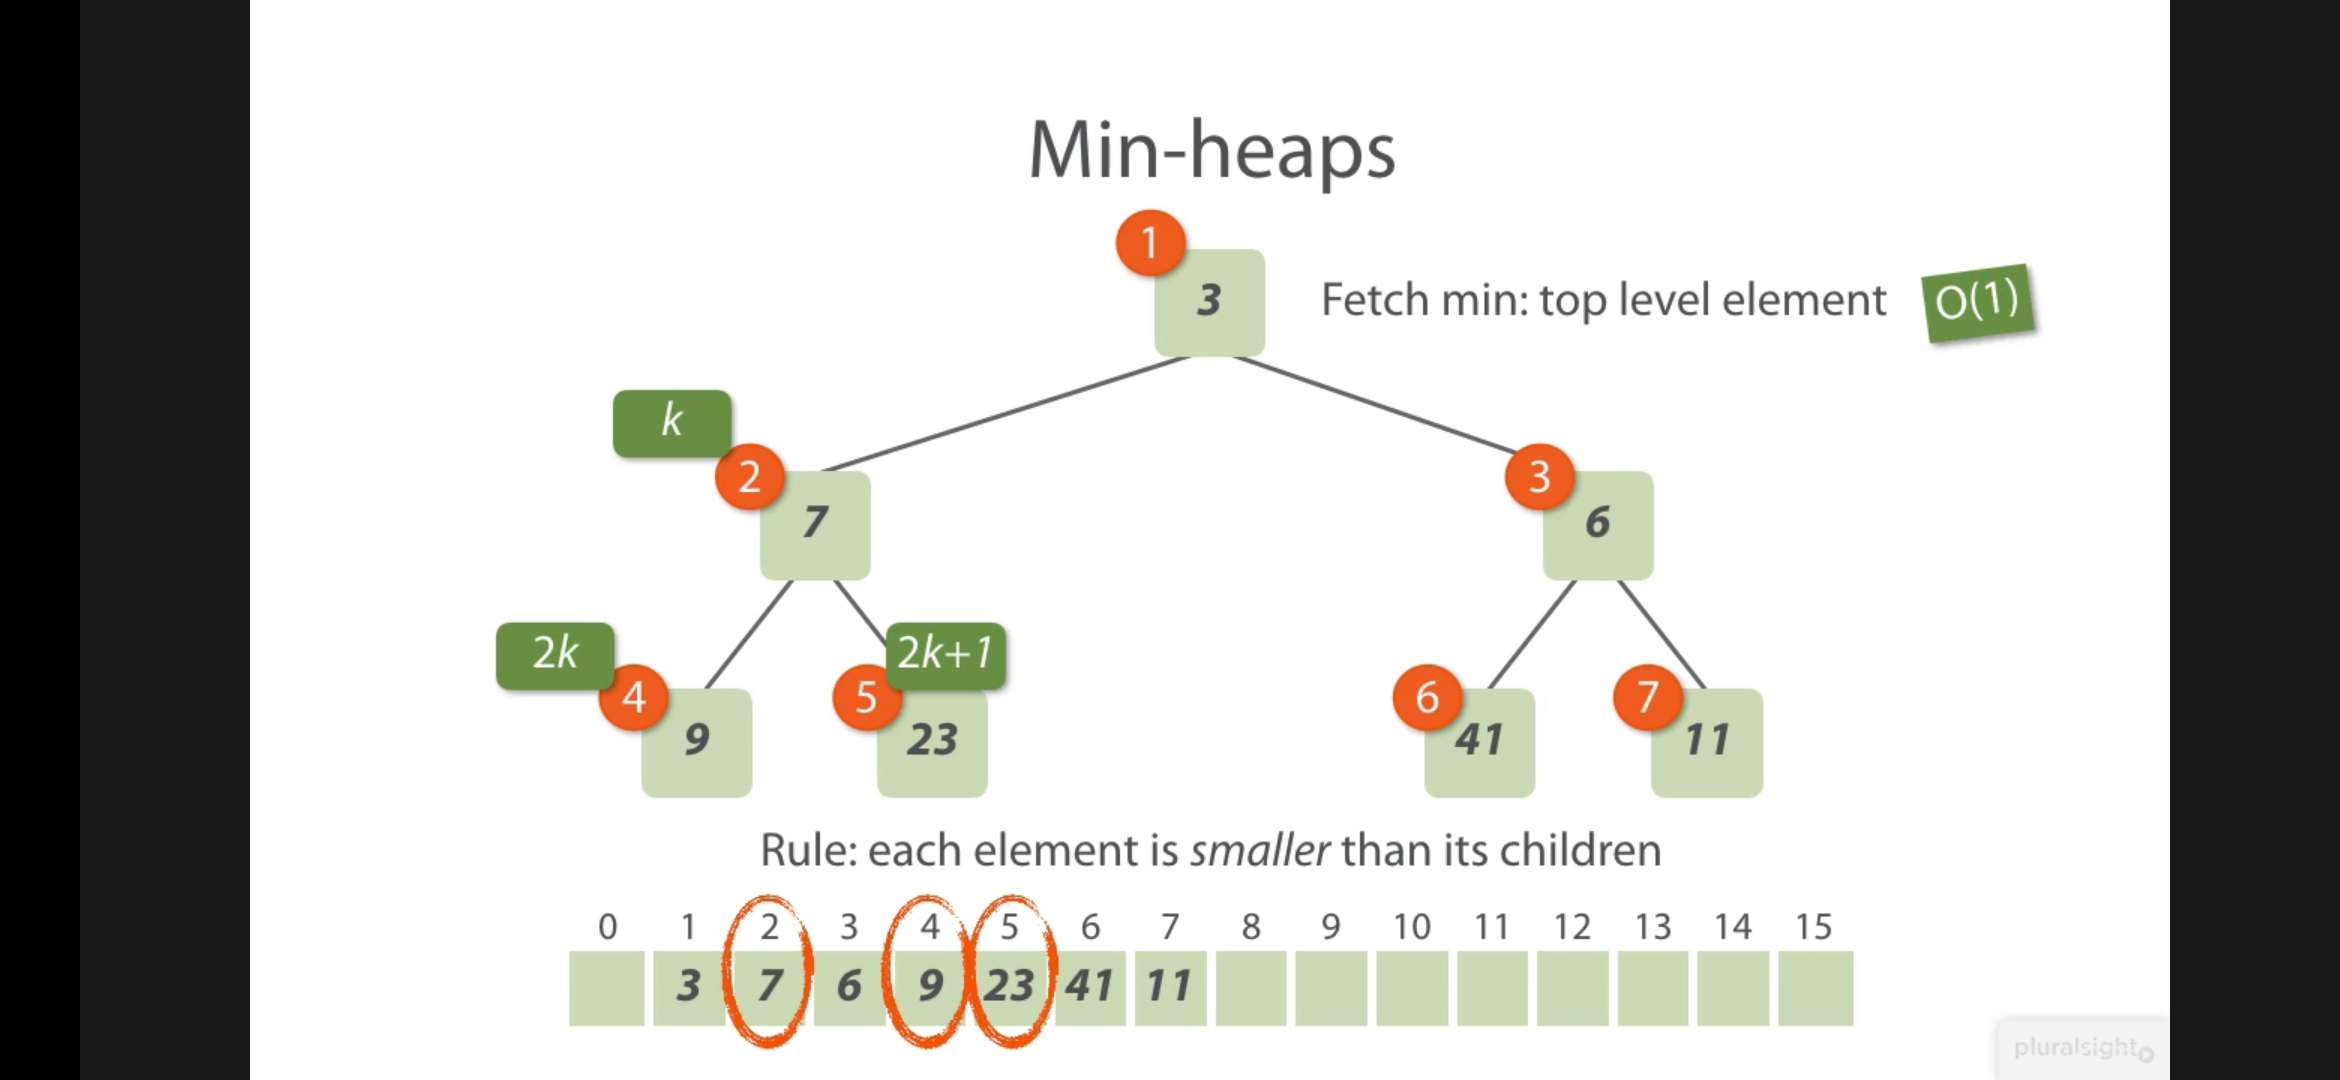 Min-heaps
1
3
Fetch min: top level element
O(1)
k
2
7
3
6
2k
4
9
2k+1
5
23
6
41
7
11
Rule: each element is smaller than its children
0 1 2 3 4 5 6 7 8 9 10 11 12 13 14 15
3 7 6 9 23 41 11
pluralsight